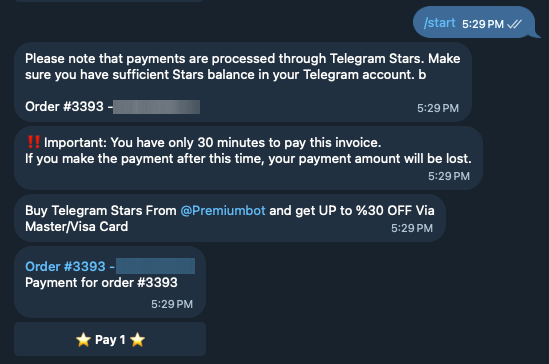 /start 5:29 PM
Please note that payments are processed through Telegram Stars. Make
sure you have sufficient Stars balance in your Telegram account. b
Order #3393 -
5:29 PM
‼️ Important: You have only 30 minutes to pay this invoice.
If you make the payment after this time, your payment amount will be lost.
5:29 PM
Buy Telegram Stars From @Premiumbot and get UP to %30 OFF Via
Master/Visa Card 5:29 PM
Order #3393 -
Payment for order #3393
5:29 PM
⭐ Pay 1 ⭐